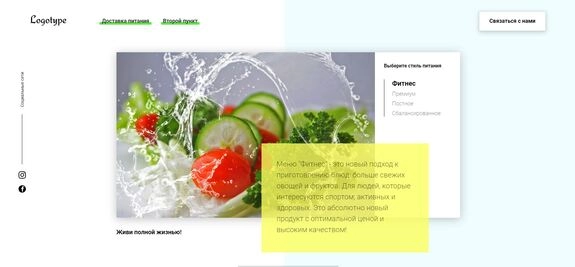 Logotype
Доставка питания
Второй пункт
Связаться с нами
Выберите стиль питания
Фитнес
Премиум
Постное
Сбалансированное
Социальные сети
Меню "Фитнес" - это новый подход к
приготовлению блюд: больше свежих
овощей и фруктов. Для людей, которые
интересуются спортом; активных и
здоровых. Это абсолютно новый
продукт с оптимальной ценой и
высоким качеством!
Живи полной жизнью!